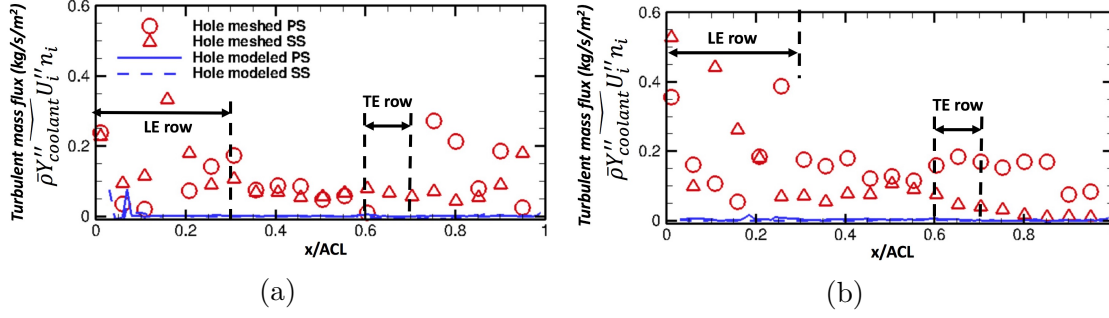 Turbulent mass flux (kg/s/m²)
ρ̄Y''coolantU''i ni
0.6
0.4
0.2
0
Hole meshed PS
Hole meshed SS
Hole modeled PS
Hole modeled SS
LE row
TE row
0 0.2 0.4 0.6 0.8 1
x/ACL
(a)
Turbulent mass flux (kg/s/m²)
ρ̄Y''coolantU''i ni
0.6
0.4
0.2
0
LE row
TE row
0 0.2 0.4 0.6 0.8
x/ACL
(b)